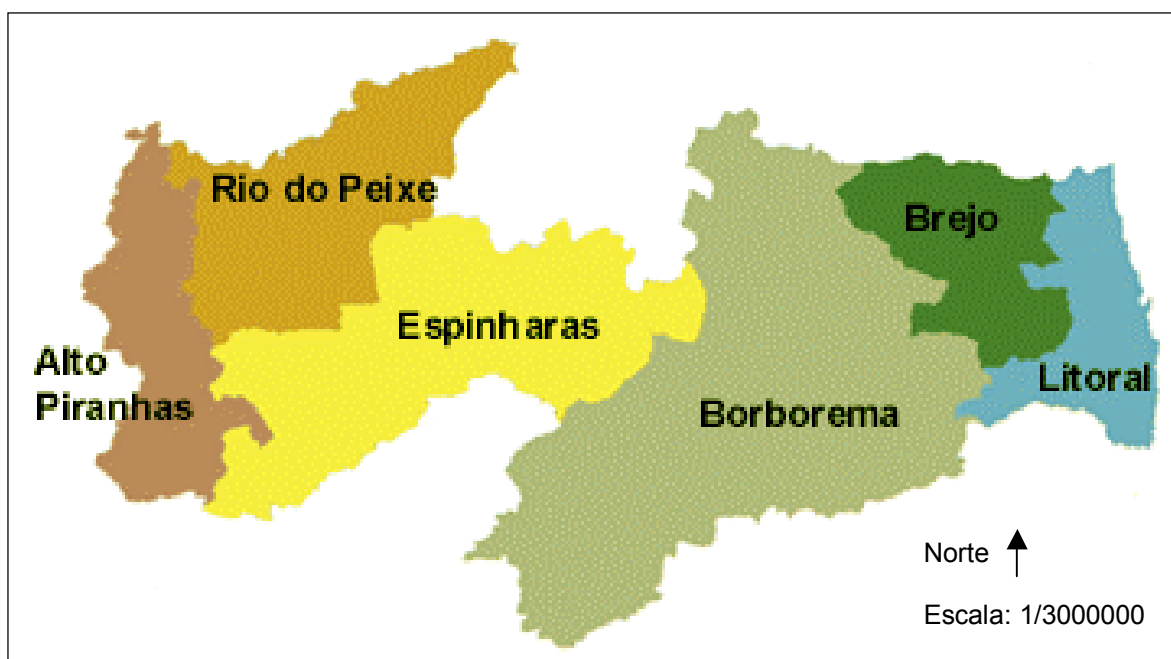 Rio do Peixe
Brejo
Espinharas
Alto
Piranhas
Litoral
Borborema
Norte
Escala: 1/3000000